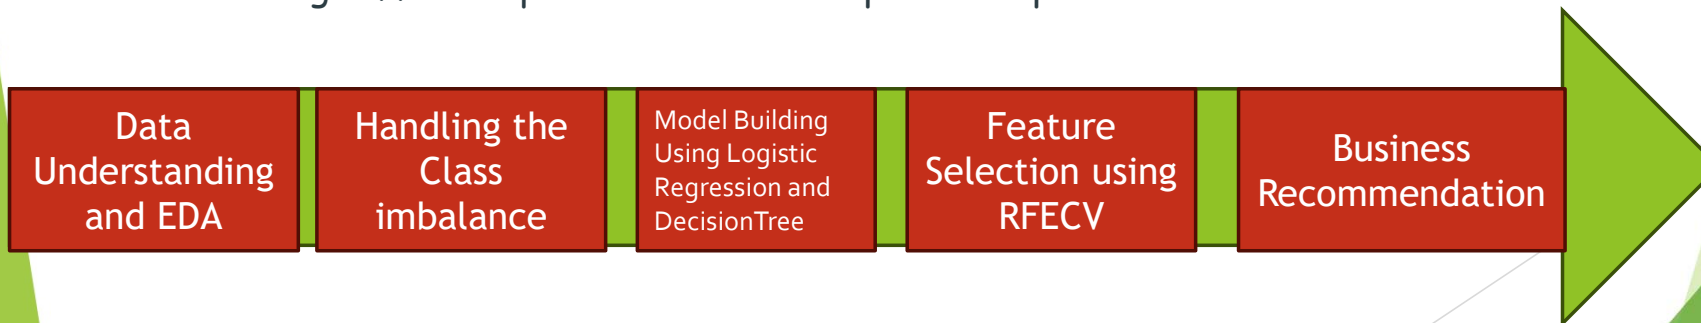 Data
Understanding
and EDA
Handling the
Class
imbalance
Model Building
Using Logistic
Regression and
DecisionTree
Feature
Selection using
RFECV
Business
Recommendation